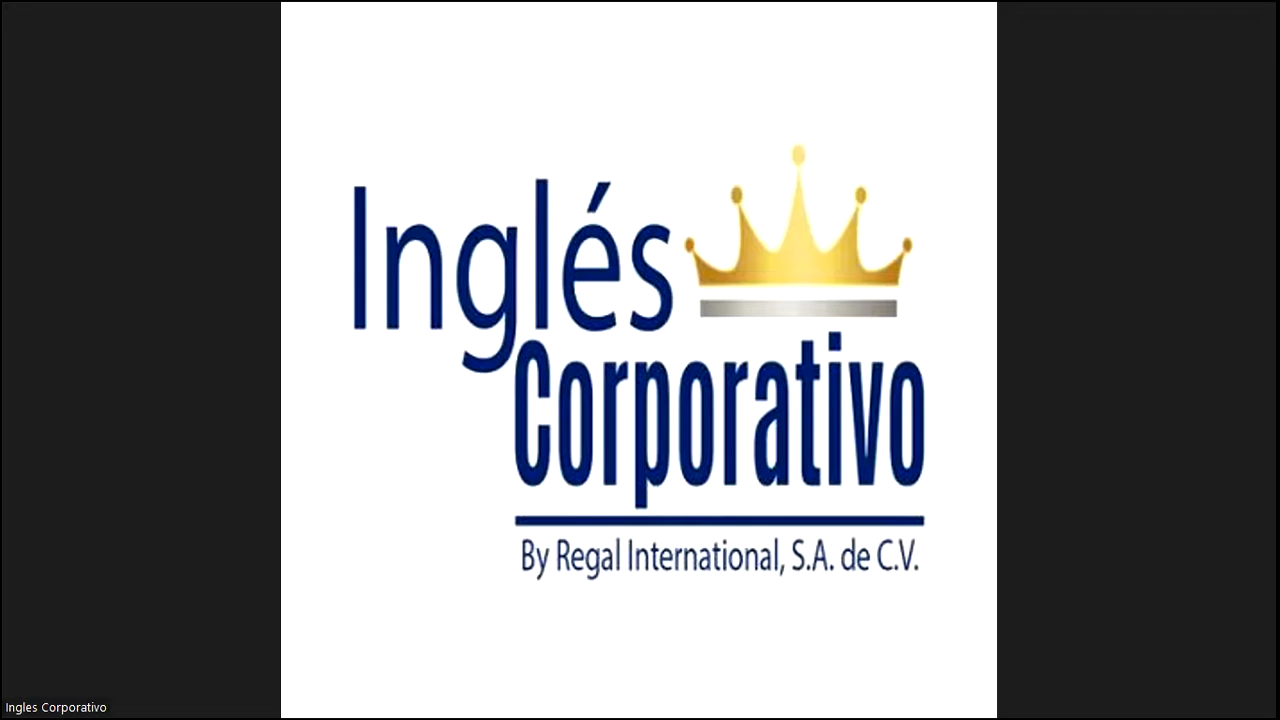 Inglés
Corporativo
By Regal International, S.A. de C.V.
Ingles Corporativo